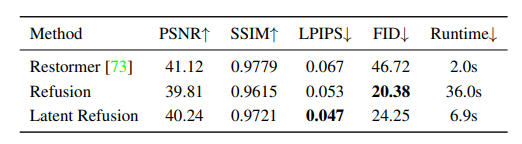 Method PSNR↑ SSIM↑ LPIPS↓ FID↓ Runtime↓
Restormer [73] 41.12 0.9779 0.067 46.72 2.0s
Refusion 39.81 0.9615 0.053 20.38 36.0s
Latent Refusion 40.24 0.9721 0.047 24.25 6.9s